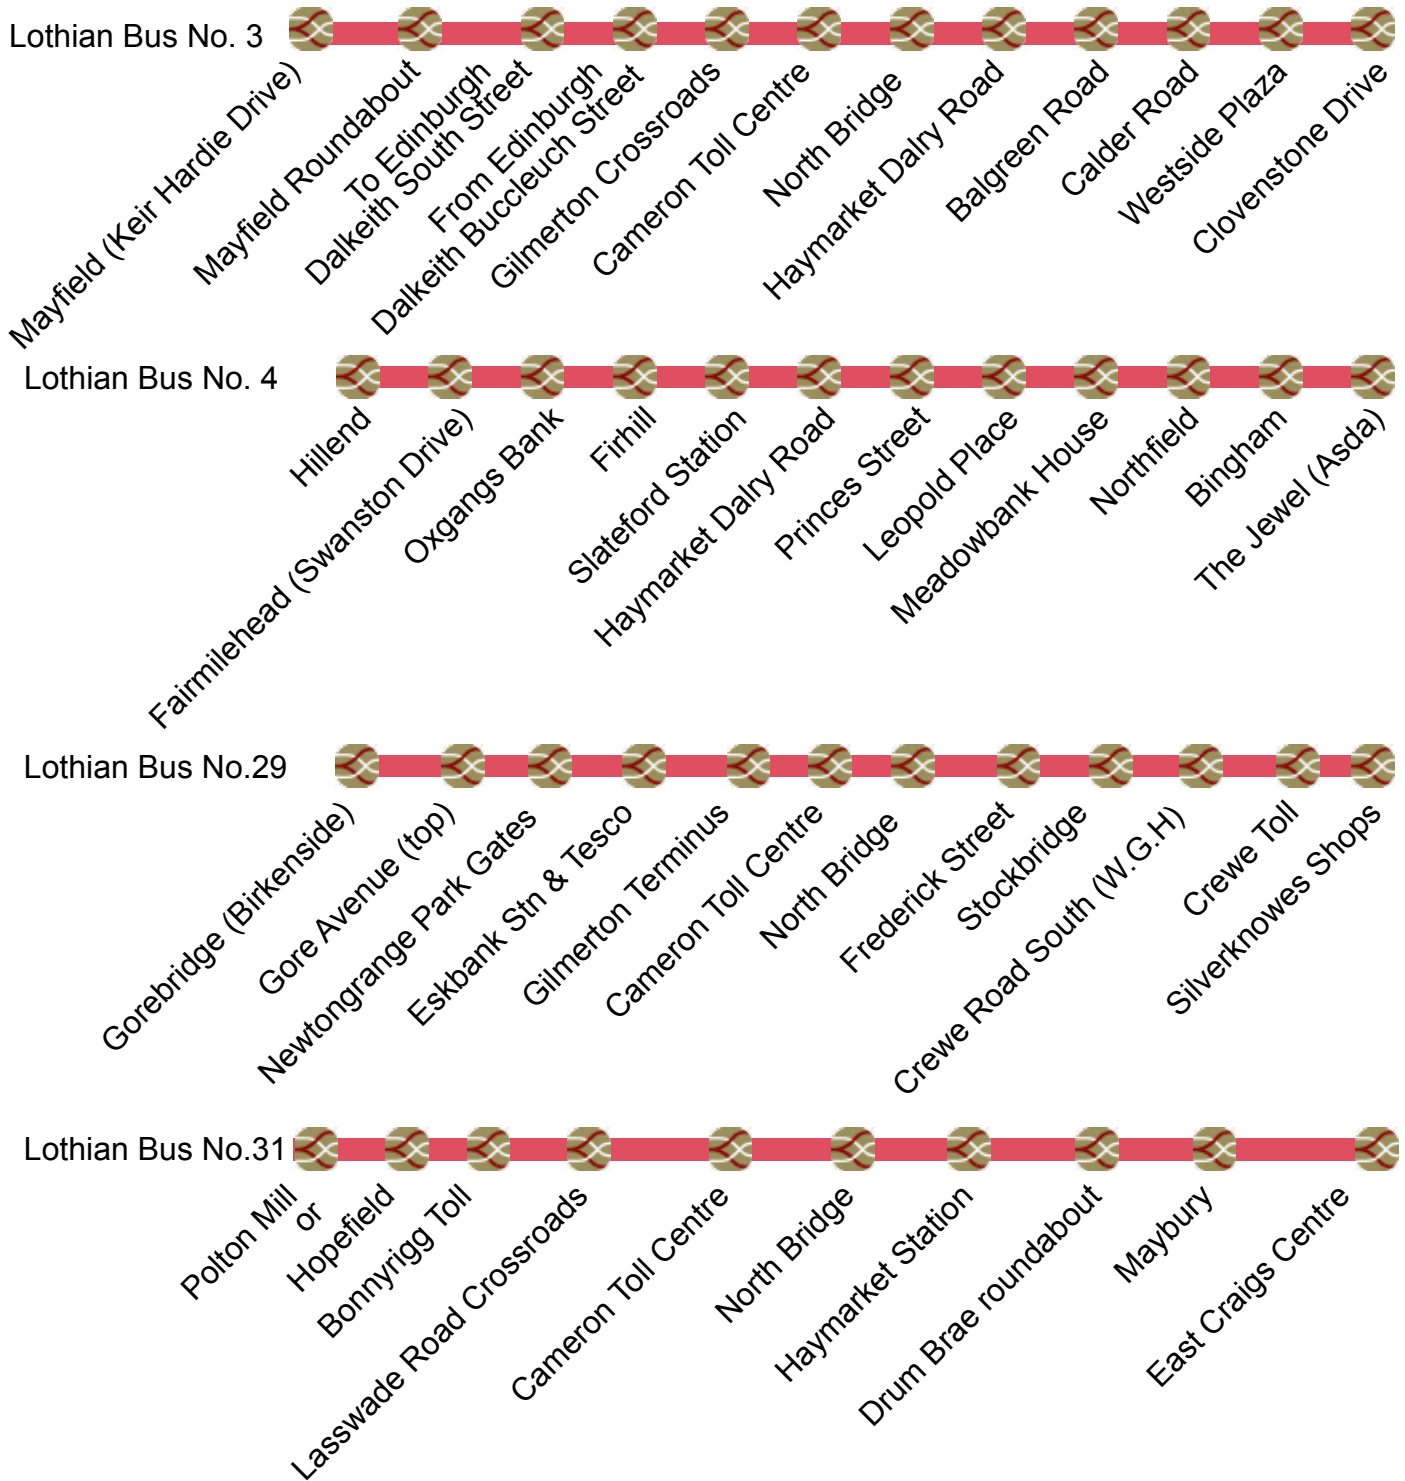 Lothian Bus No. 3
Mayfield (Keir Hardie Drive)
Mayfield Roundabout
To Edinburgh
Dalkeith South Street
From Edinburgh
Dalkeith Buccleuch Street
Gilmerton Crossroads
Cameron Toll Centre
North Bridge
Haymarket Dalry Road
Balgreen Road
Calder Road
Westside Plaza
Clovenstone Drive
Lothian Bus No. 4
Hillend
Fairmilehead (Swanston Drive)
Oxgangs Bank
Firhill
Slateford Station
Haymarket Dalry Road
Princes Street
Leopold Place
Meadowbank House
Northfield
Bingham
The Jewel (Asda)
Lothian Bus No.29
Gorebridge (Birkenside)
Gore Avenue (top)
Newtongrange Park Gates
Eskbank Stn & Tesco
Gilmerton Terminus
Cameron Toll Centre
North Bridge
Frederick Street
Stockbridge
Crewe Road South (W.G.H)
Crewe Toll
Silverknowes Shops
Lothian Bus No.31
Polton Mill
or
Hopefield
Bonnyrigg Toll
Lasswade Road Crossroads
Cameron Toll Centre
North Bridge
Haymarket Station
Drum Brae roundabout
Maybury
East Craigs Centre